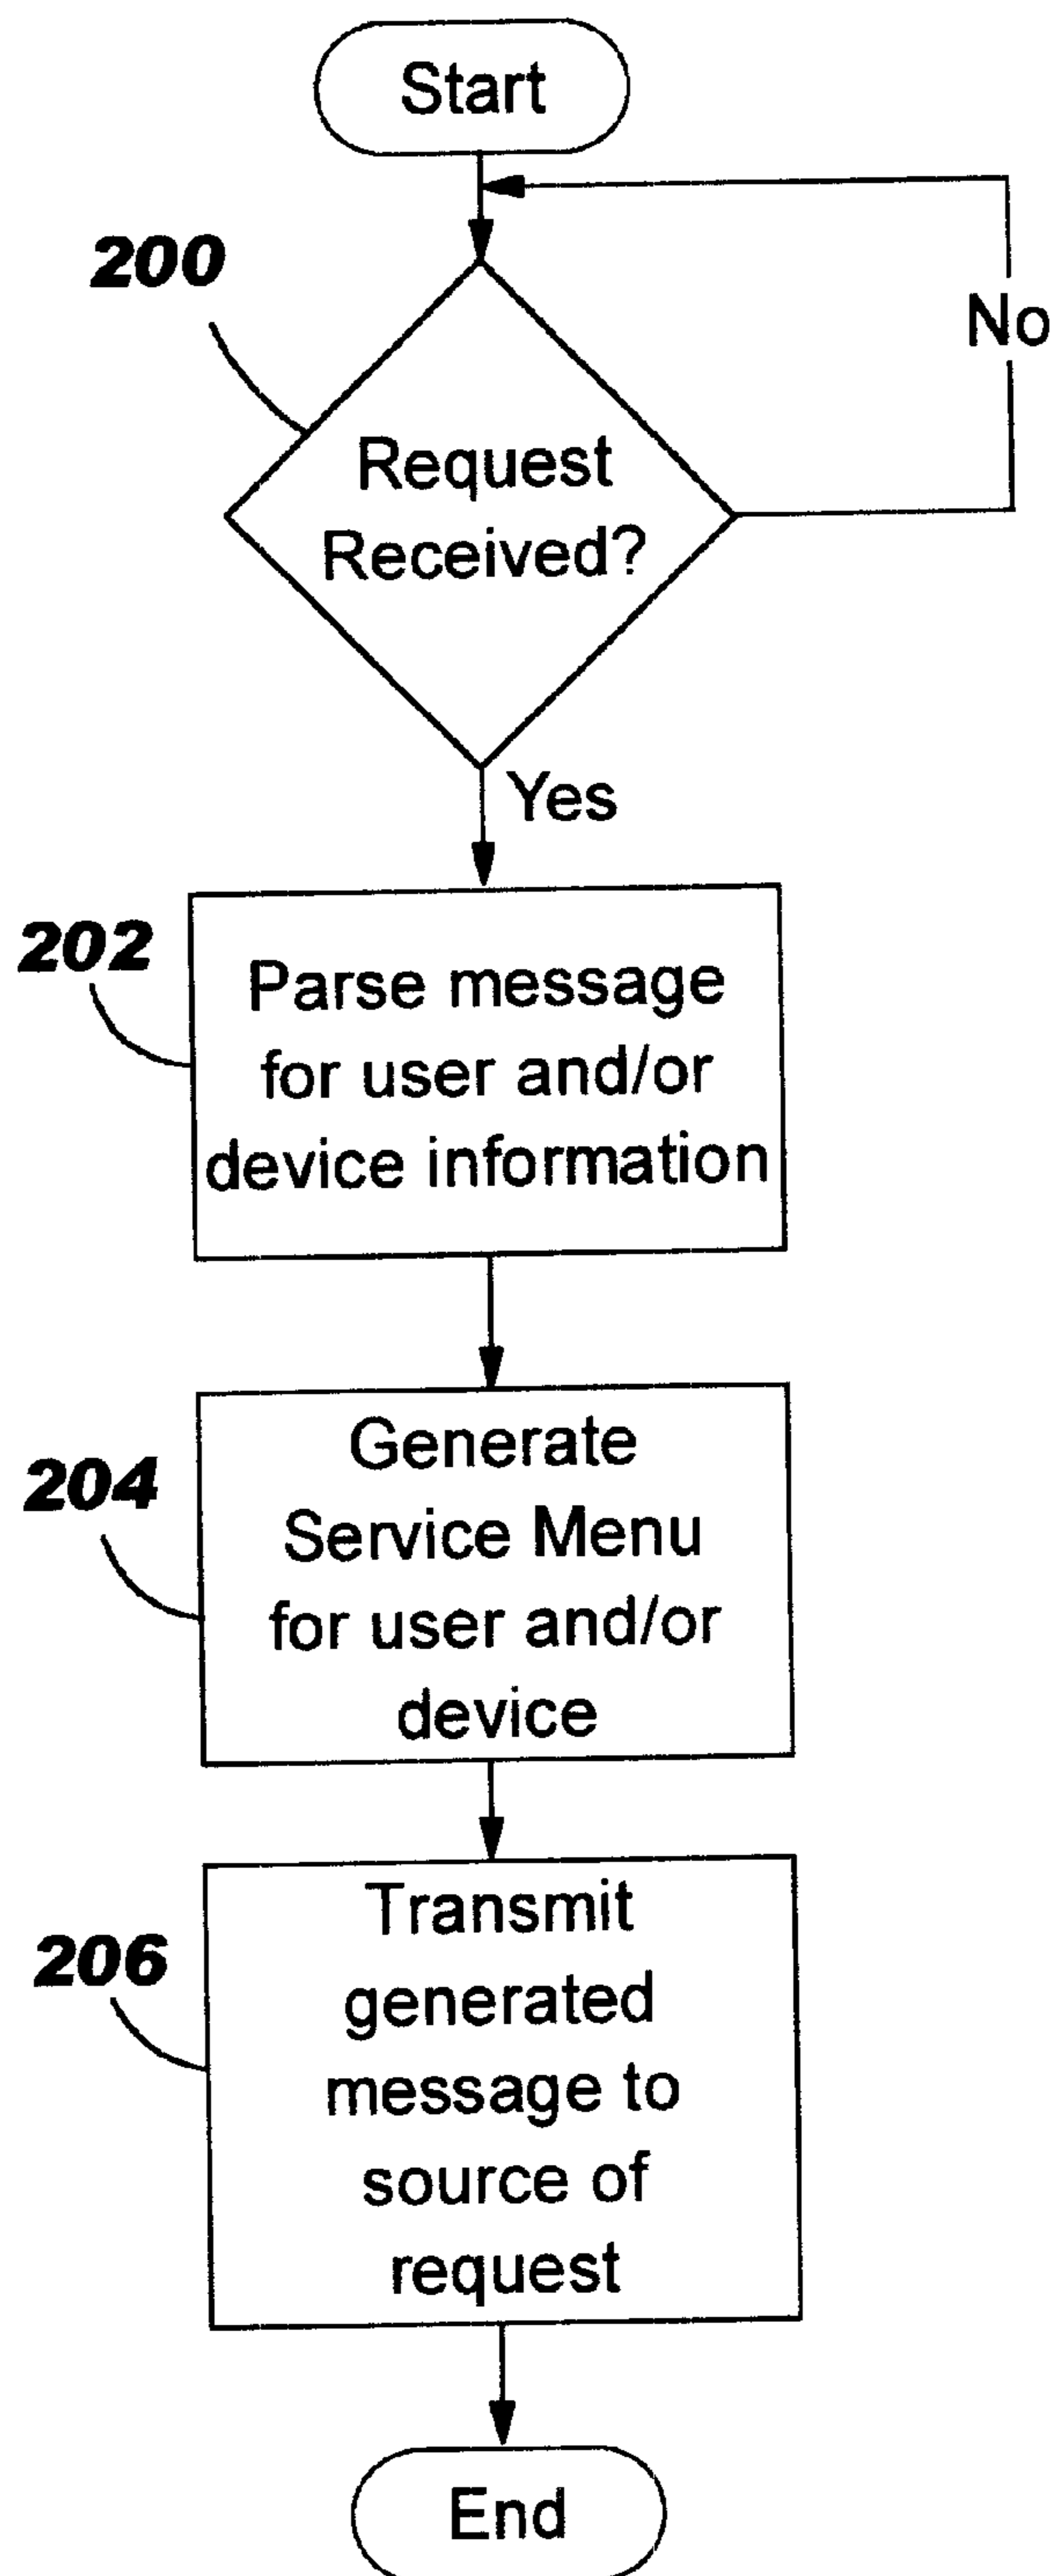 Start
200
No
Request
Received?
Yes
202
Parse message
for user and/or
device information
204
Generate
Service Menu
for user and/or
device
206
Transmit
generated
message to
source of
request
End